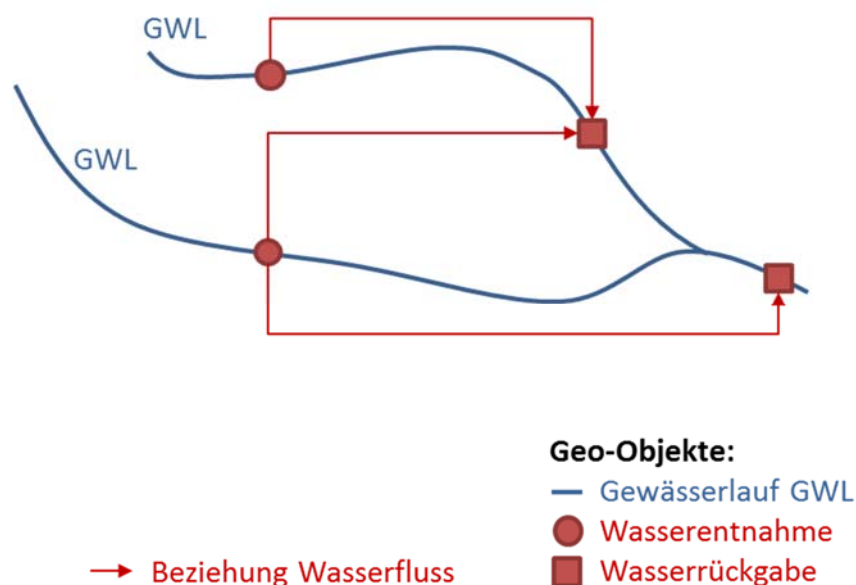 GWL
GWL
Geo-Objekte:
Gewässerlauf GWL
Wasserentnahme
Beziehung Wasserfluss
Wasserrückgabe